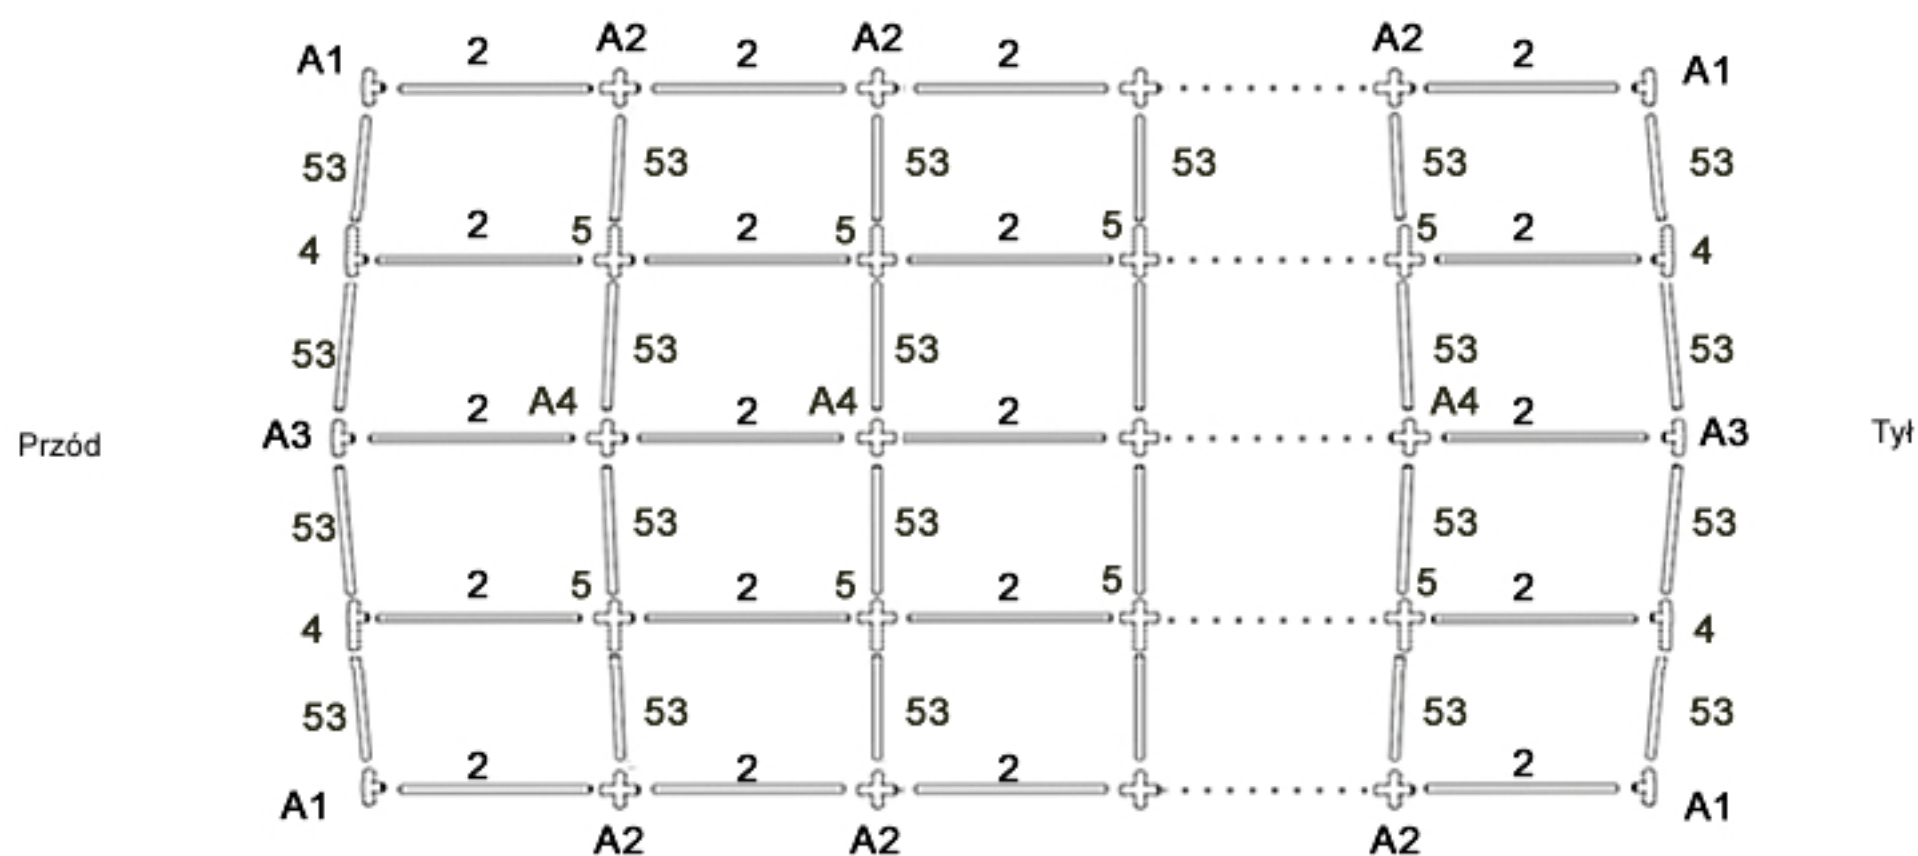 A1 2 A2 2 A2 2 A2 2 A1
53 53 53 53 53 53
4 2 5 2 5 2 5 5 2 4
53 53 53 53 53
Przód A3 2 A4 2 A4 2 A4 2 A3 Tył
53 53 53 53 53
4 2 5 2 5 2 5 5 2 4
53 53 53 53 53
A1 2 2 2 2 A1
A2 A2 A2